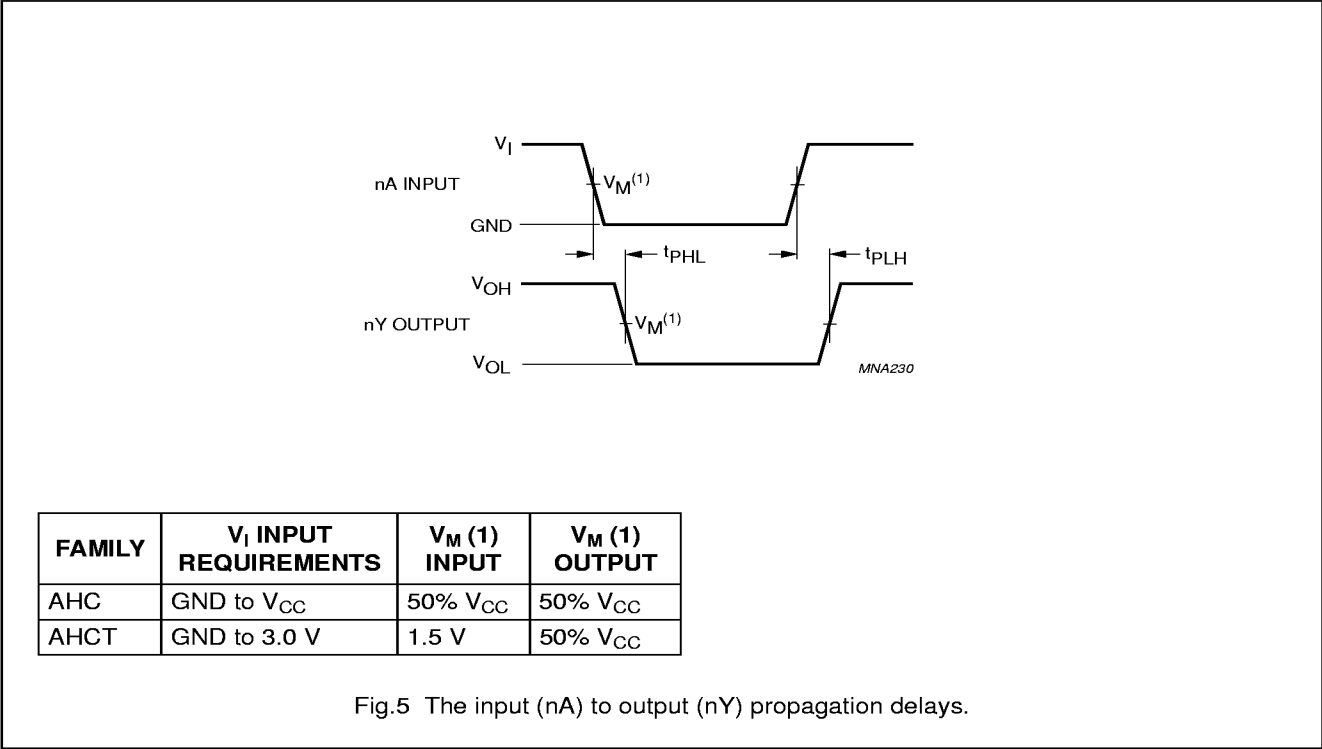 VI
nA INPUT
VM(1)
GND
tPHL
tPLH
VOH
nY OUTPUT
VM(1)
VOL
MNA230
FAMILY VI INPUT REQUIREMENTS VM (1) INPUT VM (1) OUTPUT
AHC GND to VCC 50% VCC 50% VCC
AHCT GND to 3.0 V 1.5 V 50% VCC
Fig.5 The input (nA) to output (nY) propagation delays.